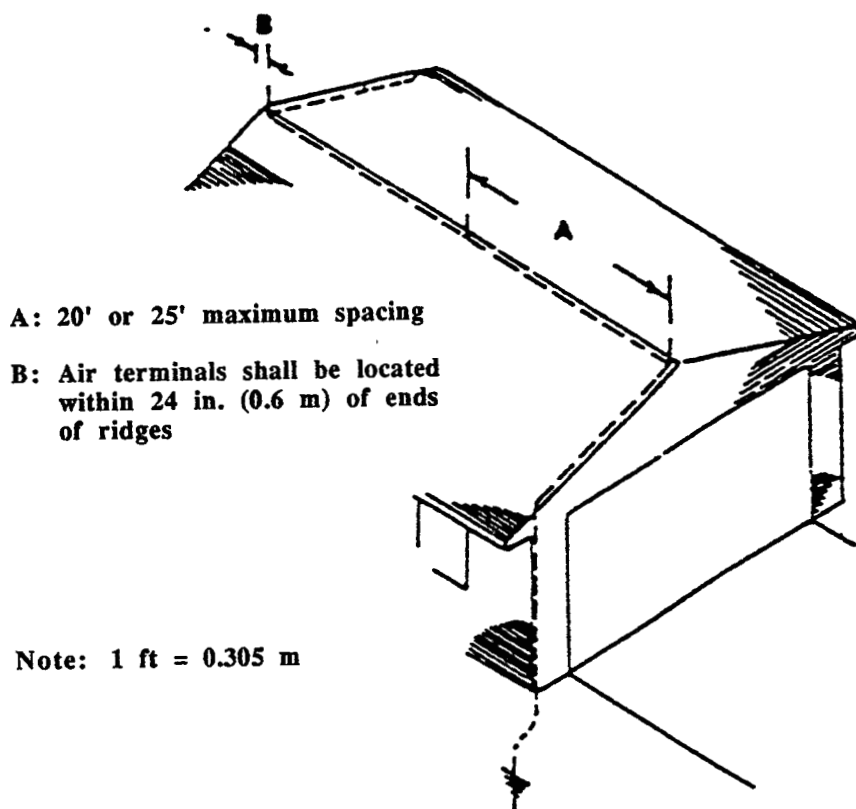 B
A
A: 20' or 25' maximum spacing
B: Air terminals shall be located
within 24 in. (0.6 m) of ends
of ridges
Note: 1 ft = 0.305 m